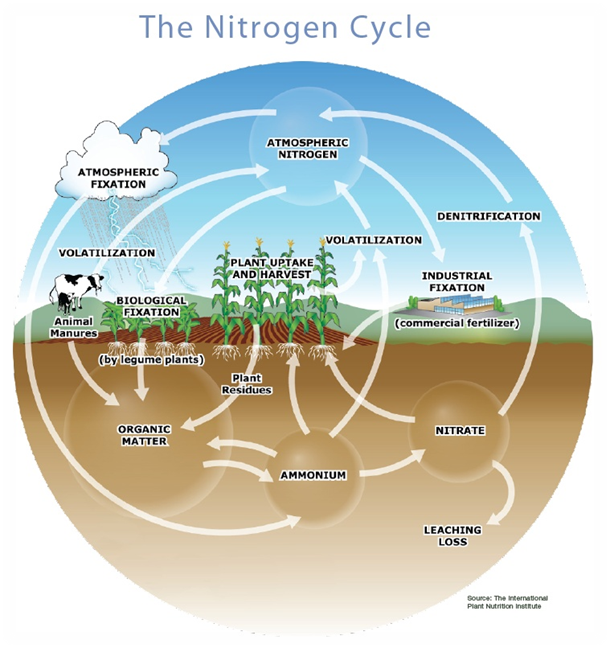 The Nitrogen Cycle
ATMOSPHERIC
NITROGEN
ATMOSPHERIC
FIXATION
DENITRIFICATION
VOLATILIZATION
VOLATILIZATION
PLANT UPTAKE
AND HARVEST
INDUSTRIAL
FIXATION
(commercial fertilizer)
BIOLOGICAL
FIXATION
(by legume plants)
Animal
Manures
Plant
Residues
ORGANIC
MATTER
NITRATE
AMMONIUM
LEACHING
LOSS
Source: The International
Plant Nutrition Institute